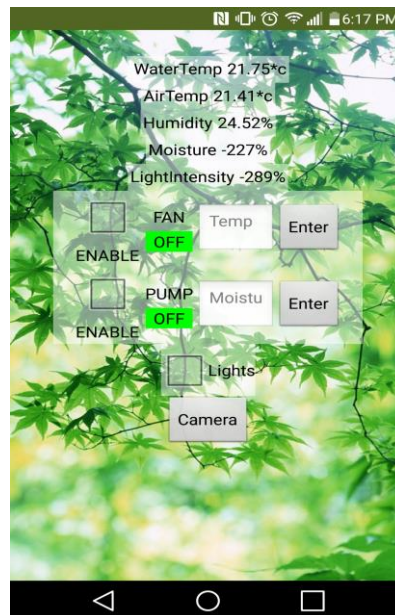 6:17 PM
WaterTemp 21.75*c
AirTemp 21.41*c
Humidity 24.52%
Moisture -227%
LightIntensity -289%
FAN
Temp
Enter
OFF
ENABLE
PUMP
Moistu
Enter
OFF
ENABLE
Lights
Camera